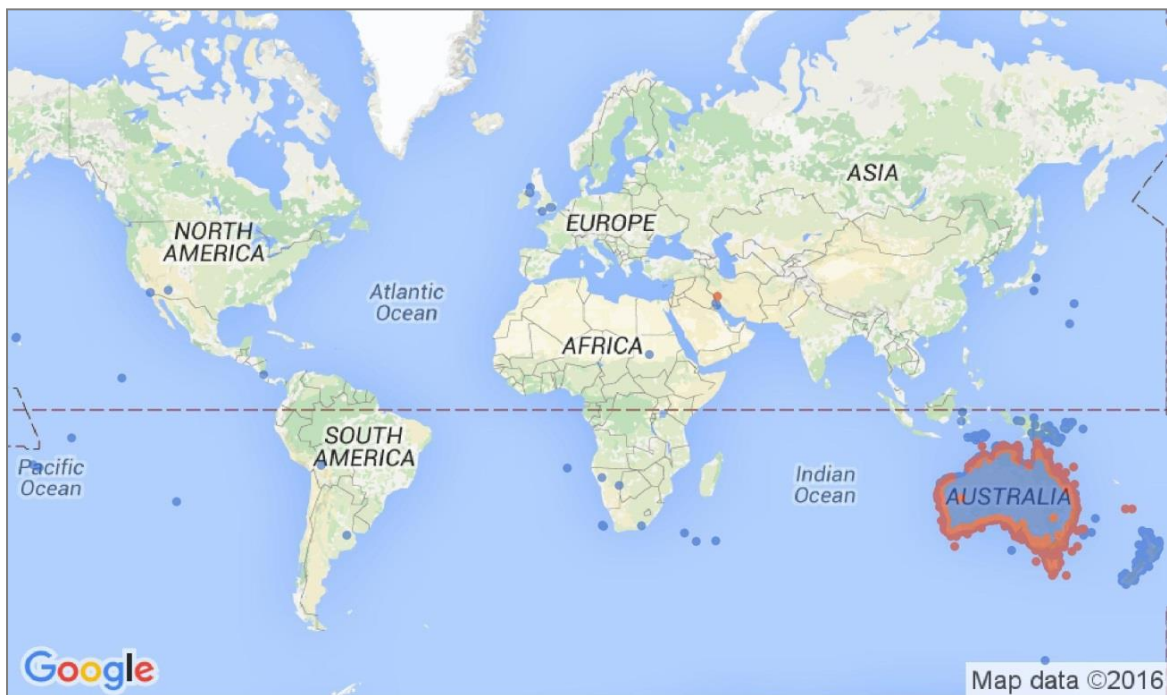 ASIA
NORTH
AMERICA
EUROPE
Atlantic
Ocean
AFRICA
SOUTH
AMERICA
Pacific
Ocean
Indian
Ocean
AUSTRALIA
Google
Map data ©2016